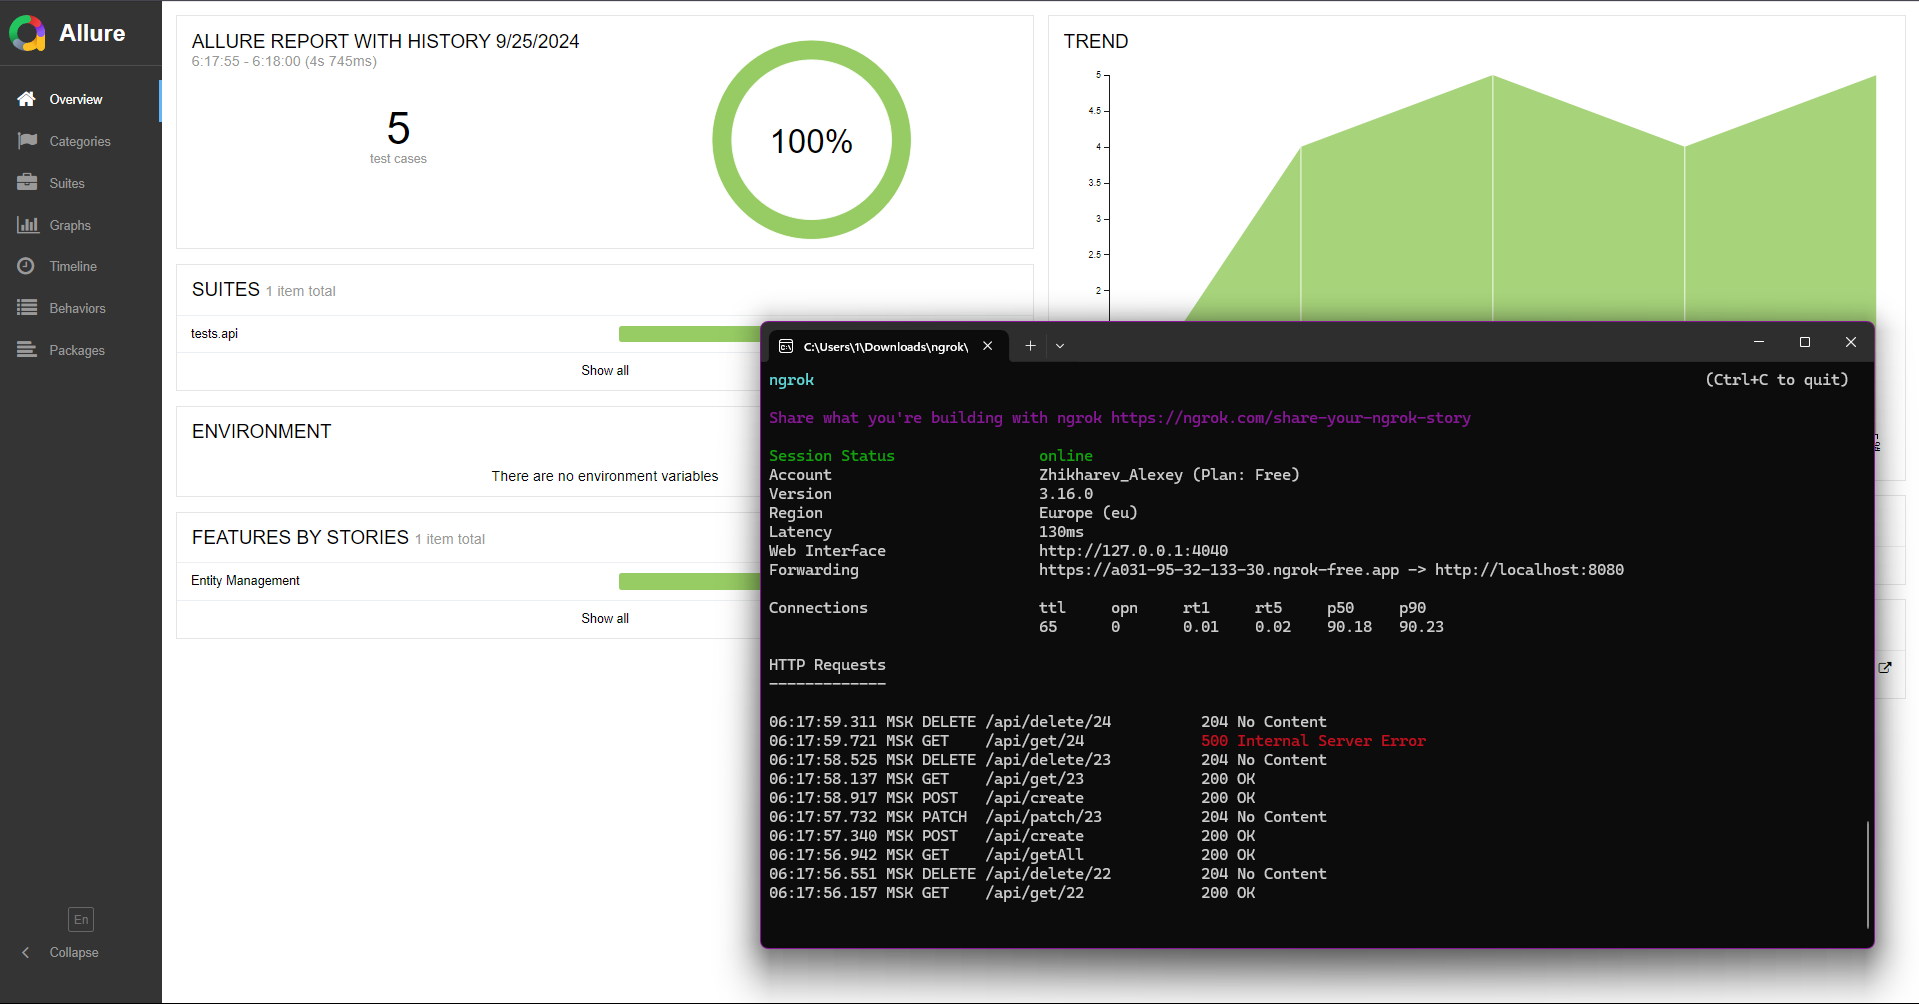 Allure
Overview
Categories
Suites
Graphs
Timeline
Behaviors
Packages
En
Collapse
ALLURE REPORT WITH HISTORY 9/25/2024
6:17:55 - 6:18:00 (4s 745ms)
5
test cases
100%
SUITES 1 item total
tests.api
Show all
ENVIRONMENT
There are no environment variables
FEATURES BY STORIES 1 item total
Entity Management
Show all
TREND
5
4.5
4
3.5
3
2.5
2
C:\Users\1\Downloads\ngrok\
ngrok (Ctrl+C to quit)
Share what you're building with ngrok https://ngrok.com/share-your-ngrok-story
Session Status online
Account Zhikharev_Alexey (Plan: Free)
Version 3.16.0
Region Europe (eu)
Latency 130ms
Web Interface http://127.0.0.1:4040
Forwarding https://a031-95-32-133-30.ngrok-free.app -> http://localhost:8080
Connections ttl opn rt1 rt5 p50 p90
65 0 0.01 0.02 90.18 90.23
HTTP Requests
-------------
06:17:59.311 MSK DELETE /api/delete/24 204 No Content
06:17:59.721 MSK GET /api/get/24 500 Internal Server Error
06:17:58.525 MSK DELETE /api/delete/23 204 No Content
06:17:58.137 MSK GET /api/get/23 200 OK
06:17:58.917 MSK POST /api/create 200 OK
06:17:57.732 MSK PATCH /api/patch/23 204 No Content
06:17:57.340 MSK POST /api/create 200 OK
06:17:56.942 MSK GET /api/getAll 200 OK
06:17:56.551 MSK DELETE /api/delete/22 204 No Content
06:17:56.157 MSK GET /api/get/22 200 OK